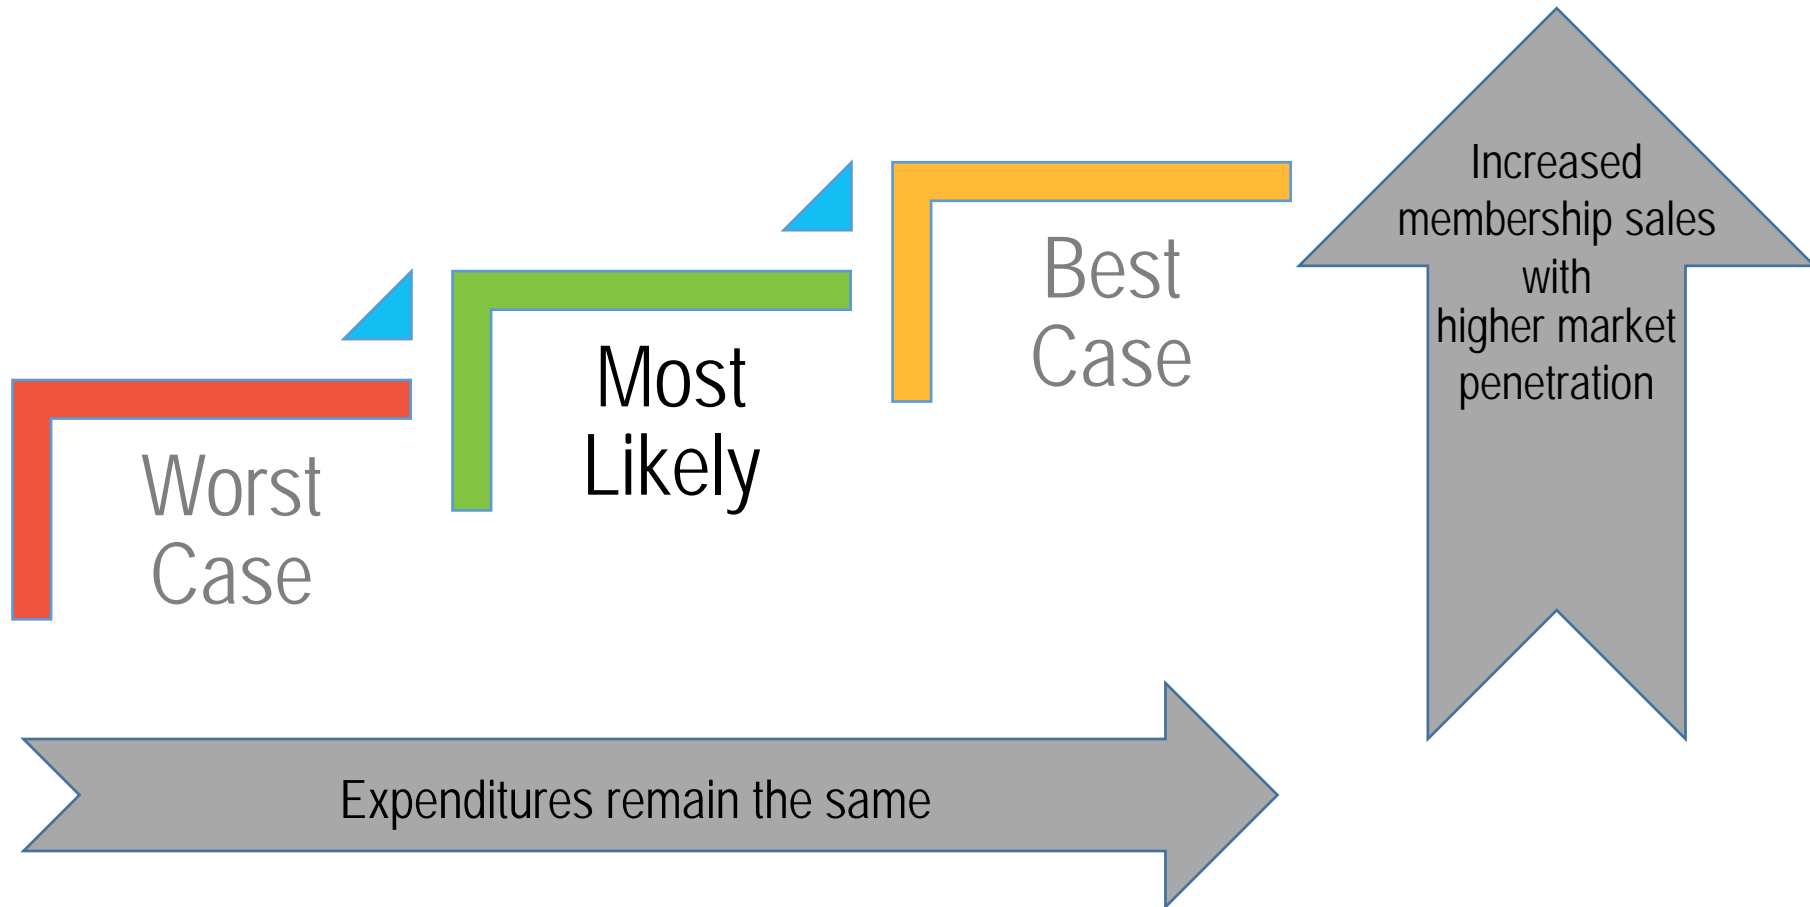 Worst
Case
Most
Likely
Best
Case
Increased
membership sales
with
higher market
penetration
Expenditures remain the same